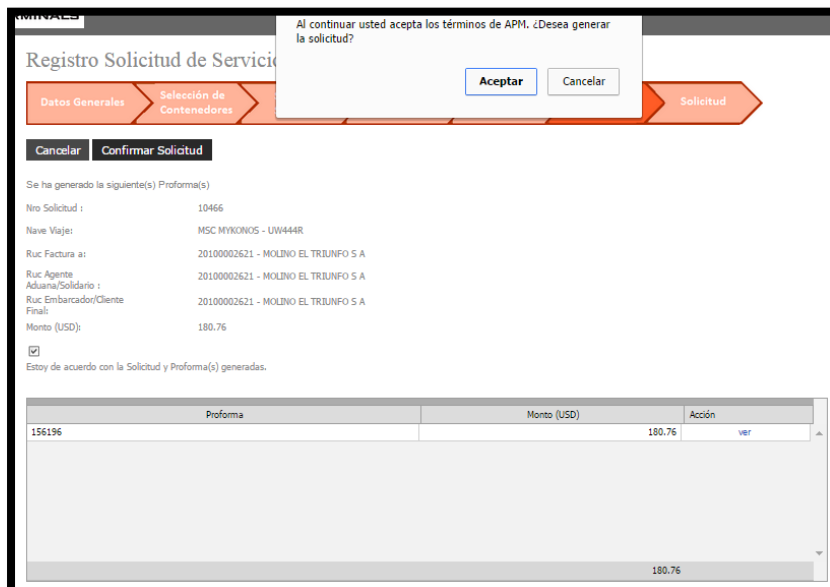 Al continuar usted acepta los términos de APM. ¿Desea generar
la solicitud?
Aceptar Cancelar
Registro Solicitud de Servicio
Datos Generales
Selección de
Contenedores
Solicitud
Cancelar Confirmar Solicitud
Se ha generado la siguiente(s) Proforma(s)
Nro Solicitud : 10466
Nave Viaje: MSC MYKONOS - UW444R
Ruc Factura a: 20100002621 - MOLINO EL TRIUNFO S A
Ruc Agente
Aduana/Solidario : 20100002621 - MOLINO EL TRIUNFO S A
Ruc Embarcador/Cliente
Final: 20100002621 - MOLINO EL TRIUNFO S A
Monto (USD): 180.76
Estoy de acuerdo con la Solicitud y Proforma(s) generadas.
Proforma Monto (USD) Acción
156196 180.76 ver
180.76